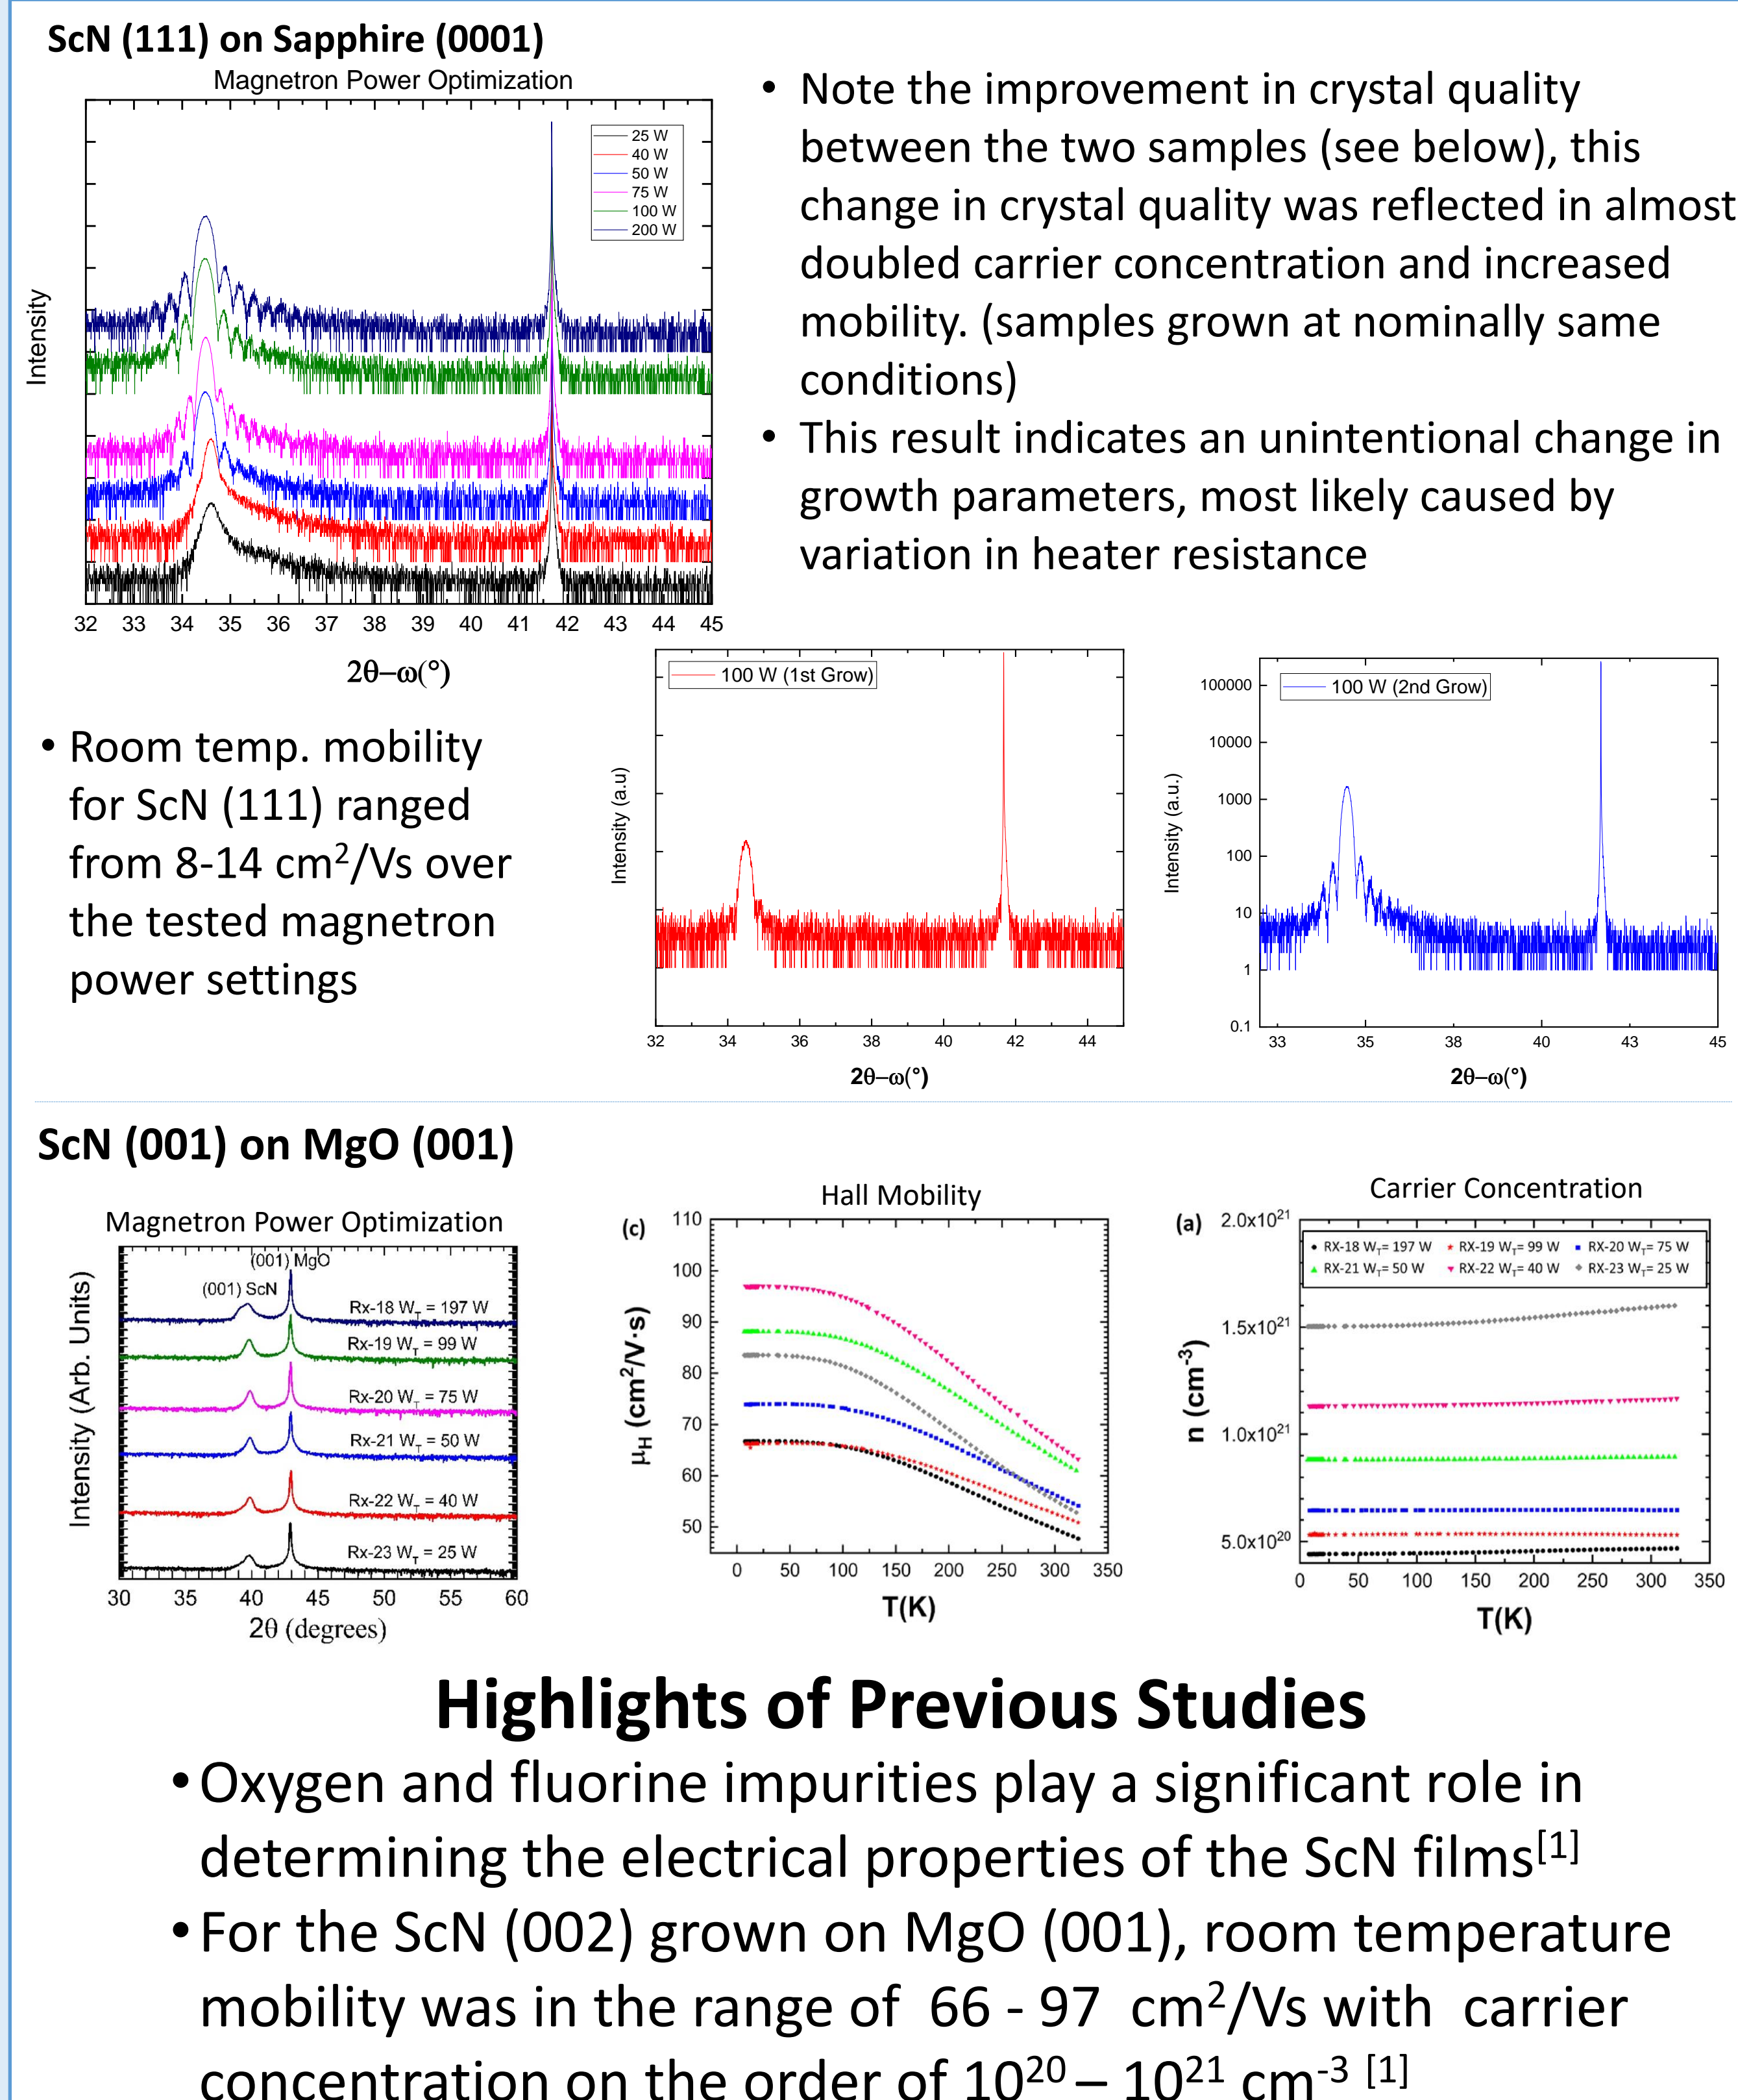 ScN (111) on Sapphire (0001)
Magnetron Power Optimization
25 W
40 W
50 W
75 W
100 W
200 W
Intensity
32 33 34 35 36 37 38 39 40 41 42 43 44 45
2θ−ω(°)
• Note the improvement in crystal quality
between the two samples (see below), this
change in crystal quality was reflected in almost
doubled carrier concentration and increased
mobility. (samples grown at nominally same
conditions)
• This result indicates an unintentional change in
growth parameters, most likely caused by
variation in heater resistance
• Room temp. mobility
for ScN (111) ranged
from 8-14 cm²/Vs over
the tested magnetron
power settings
100 W (1st Grow)
Intensity (a.u)
32 34 36 38 40 42 44
2θ−ω(°)
100 W (2nd Grow)
Intensity (a.u.)
100000
10000
1000
100
10
1
0.1
33 35 38 40 43 45
2θ−ω(°)
ScN (001) on MgO (001)
Magnetron Power Optimization
(001) MgO
(001) ScN
Rx-18 W_T = 197 W
Rx-19 W_T = 99 W
Rx-20 W_T = 75 W
Rx-21 W_T = 50 W
Rx-22 W_T = 40 W
Rx-23 W_T = 25 W
Intensity (Arb. Units)
30 35 40 45 50 55 60
2θ (degrees)
Hall Mobility
(c)
110
100
90
80
70
60
50
μ_H (cm²/V·s)
0 50 100 150 200 250 300 350
T(K)
Carrier Concentration
(a)
2.0x10²¹
1.5x10²¹
1.0x10²¹
5.0x10²⁰
RX-18 W_T= 197 W RX-19 W_T= 99 W RX-20 W_T= 75 W
RX-21 W_T= 50 W RX-22 W_T= 40 W RX-23 W_T= 25 W
n (cm⁻³)
0 50 100 150 200 250 300 350
T(K)
Highlights of Previous Studies
• Oxygen and fluorine impurities play a significant role in
determining the electrical properties of the ScN films[1]
• For the ScN (002) grown on MgO (001), room temperature
mobility was in the range of 66 - 97 cm²/Vs with carrier
concentration on the order of 10²⁰ – 10²¹ cm⁻³ [1]